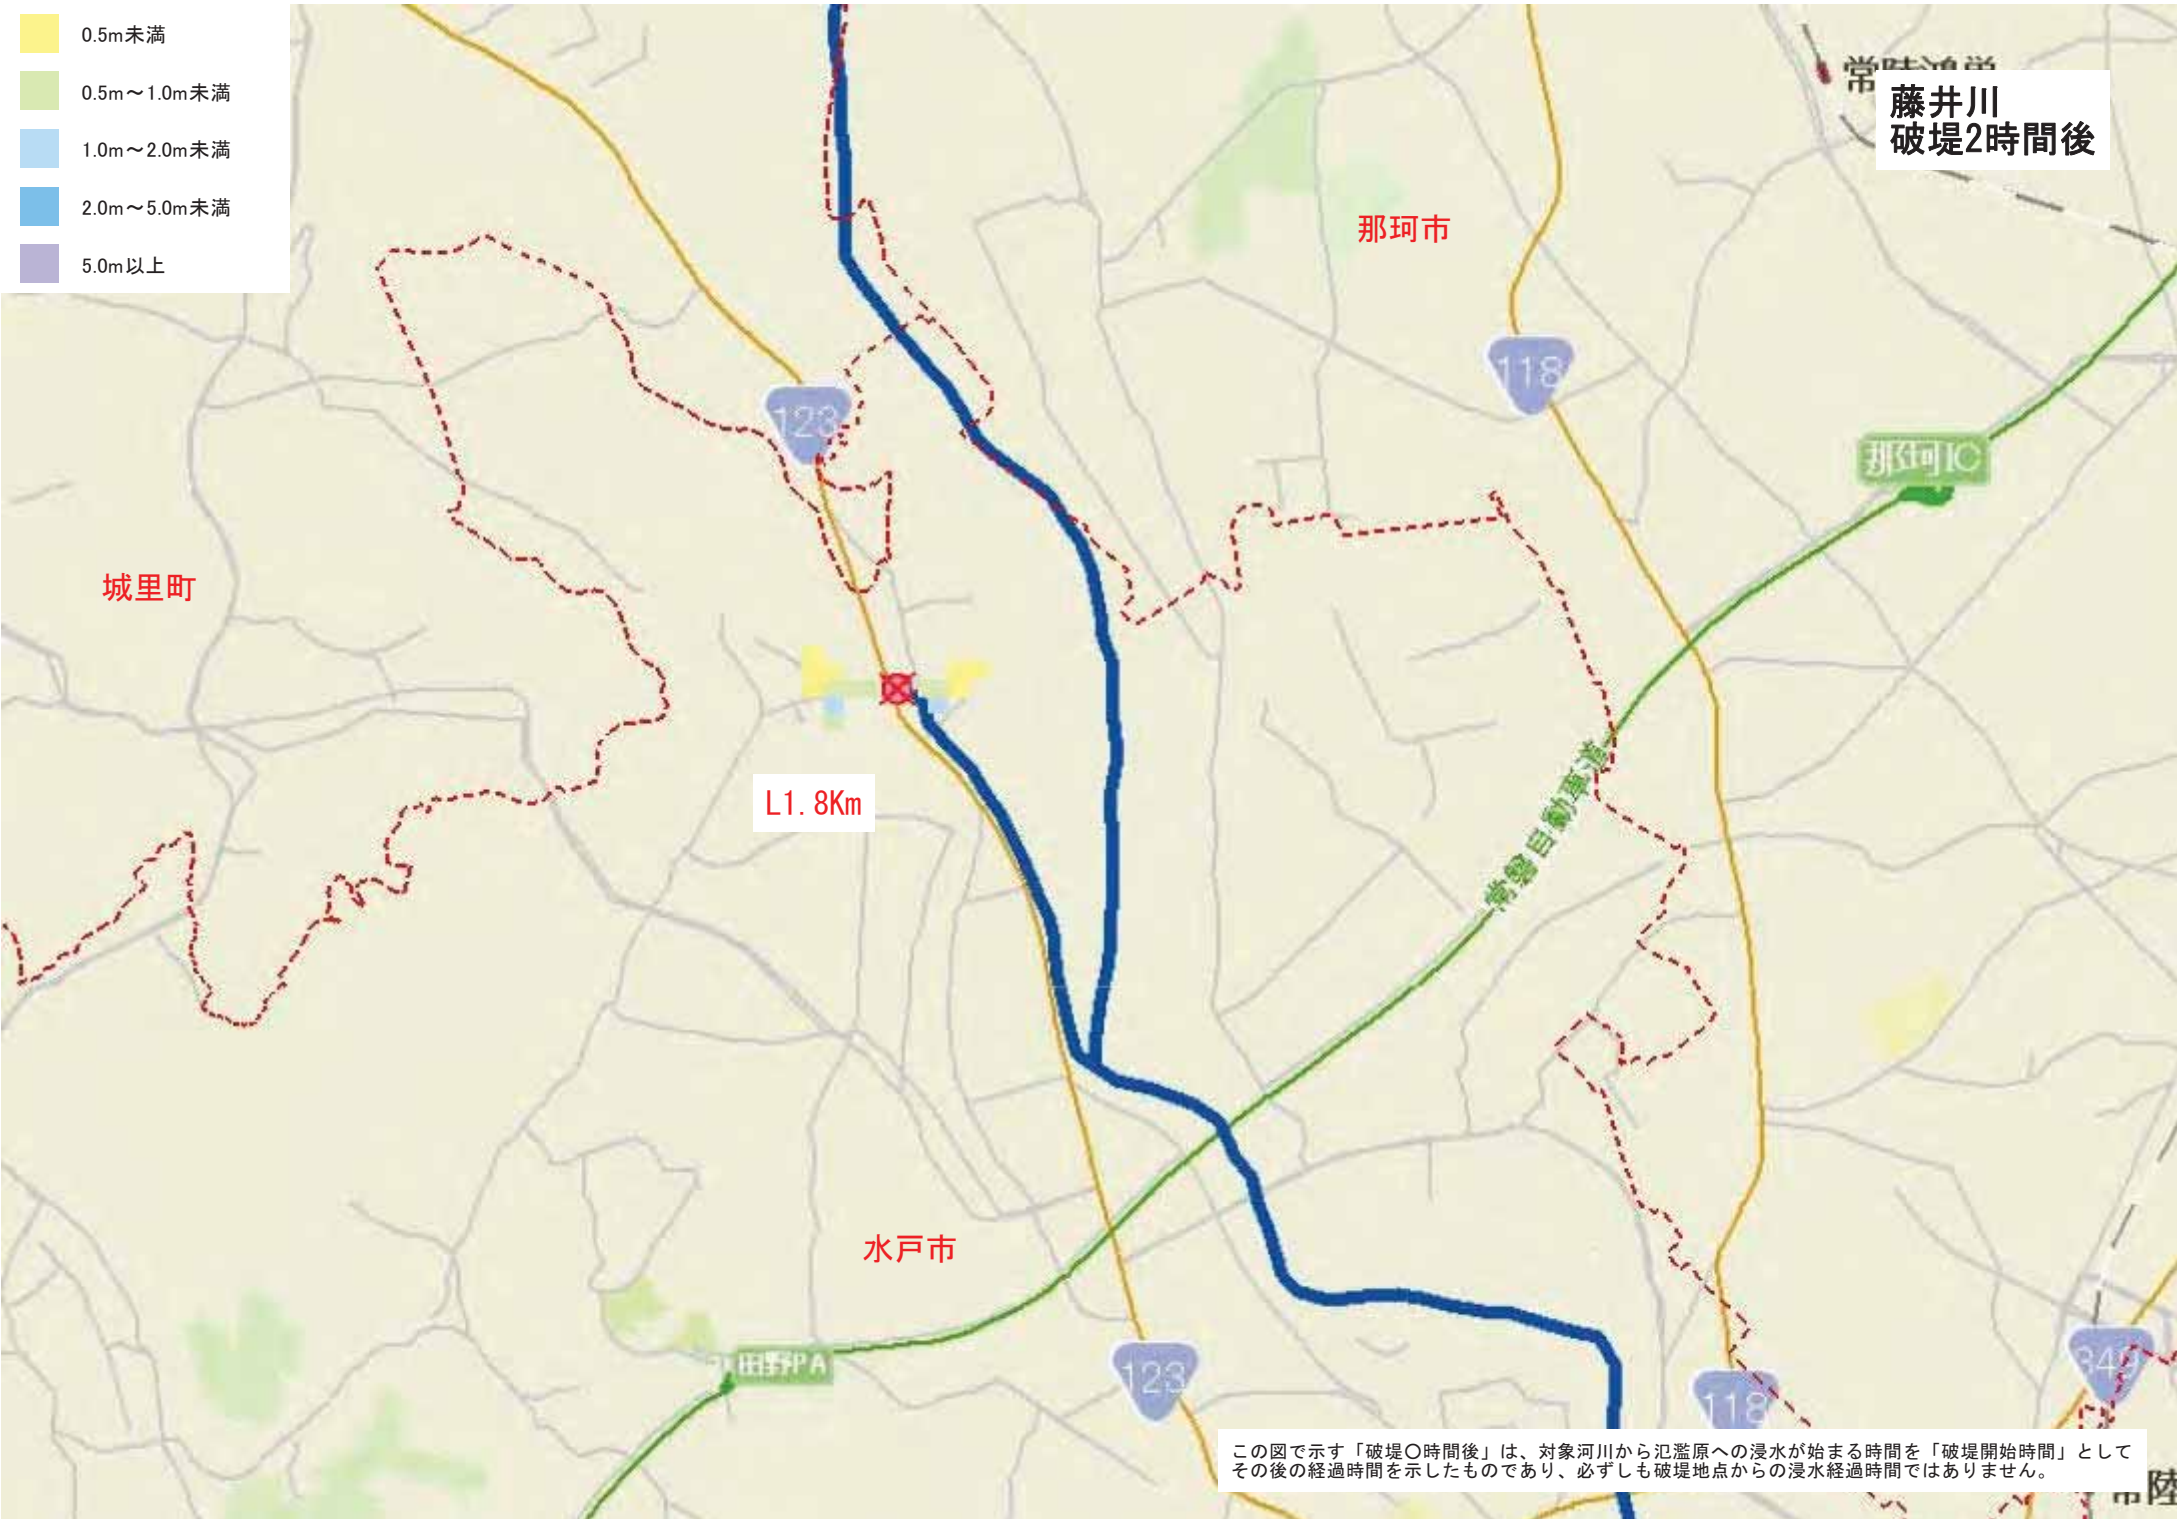 0.5m未満
0.5m〜1.0m未満
1.0m〜2.0m未満
2.0m〜5.0m未満
5.0m以上
藤井川
破堤2時間後
那珂市
118
123
那珂IC
城里町
L1.8Km
常磐自動車道
水戸市
田野PA
123
118
349
この図で示す「破堤〇時間後」は、対象河川から氾濫原への浸水が始まる時間を「破堤開始時間」として
その後の経過時間を示したものであり、必ずしも破堤地点からの浸水経過時間ではありません。